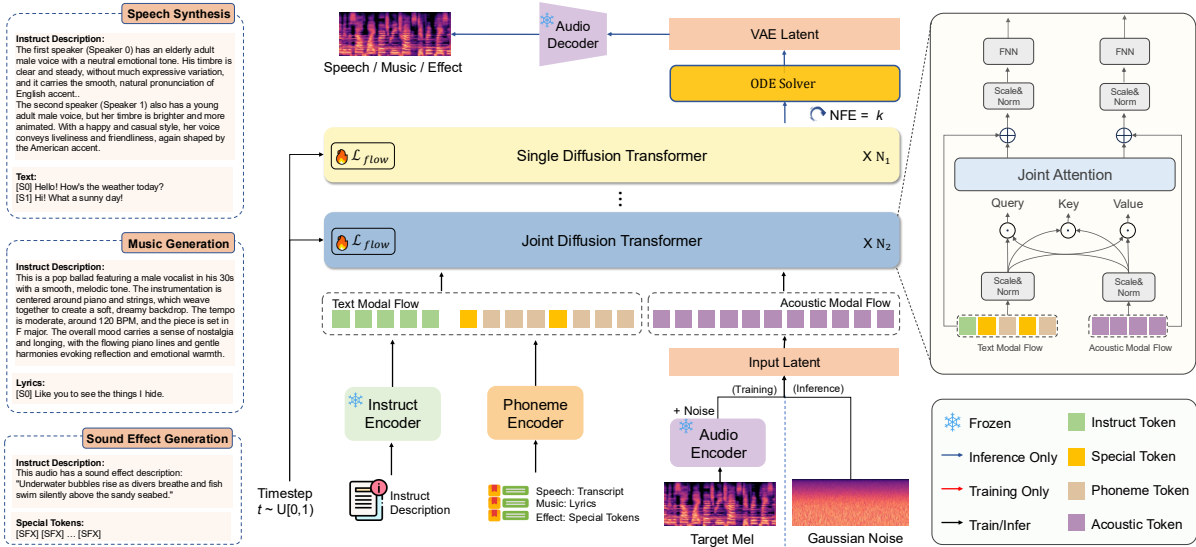 Speech Synthesis
Instruct Description:
The first speaker (Speaker 0) has an elderly adult
male voice with a neutral emotional tone. His timbre is
clear and steady, without much expressive variation,
and it carries the smooth, natural pronunciation of
English accent..
The second speaker (Speaker 1) also has a young
adult male voice, but her timbre is brighter and more
animated. With a happy and casual style, her voice
conveys liveliness and friendliness, again shaped by
the American accent.
Text:
[S0] Hello! How's the weather today?
[S1] Hi! What a sunny day!
Music Generation
Instruct Description:
This is a pop ballad featuring a male vocalist in his 30s
with a smooth, melodic tone. The instrumentation is
centered around piano and strings, which weave
together to create a soft, dreamy backdrop. The tempo
is moderate, around 120 BPM, and the piece is set in
F major. The overall mood carries a sense of nostalgia
and longing, with the flowing piano lines and gentle
harmonies evoking reflection and emotional warmth.
Lyrics:
[S0] Like you to see the things I hide.
Sound Effect Generation
Instruct Description:
This audio has a sound effect description:
"Underwater bubbles rise as divers breathe and fish
swim silently above the sandy seabed."
Special Tokens:
[SFX] [SFX] ... [SFX]
Speech / Music / Effect
Audio
Decoder
VAE Latent
ODE Solver
NFE = k
ℒflow
Single Diffusion Transformer
X N₁
ℒflow
Joint Diffusion Transformer
X N₂
Text Modal Flow
Acoustic Modal Flow
Input Latent
(Training)
(Inference)
Instruct
Encoder
Phoneme
Encoder
+ Noise
Audio
Encoder
Timestep
t ~ U[0,1)
Instruct
Description
Speech: Transcript
Music: Lyrics
Effect: Special Tokens
Target Mel
Gaussian Noise
FNN
FNN
Scale&
Norm
Scale&
Norm
Joint Attention
Query
Key
Value
Scale&
Norm
Scale&
Norm
Text Modal Flow
Acoustic Modal Flow
Frozen
Instruct Token
Inference Only
Special Token
Training Only
Phoneme Token
Train/Infer
Acoustic Token